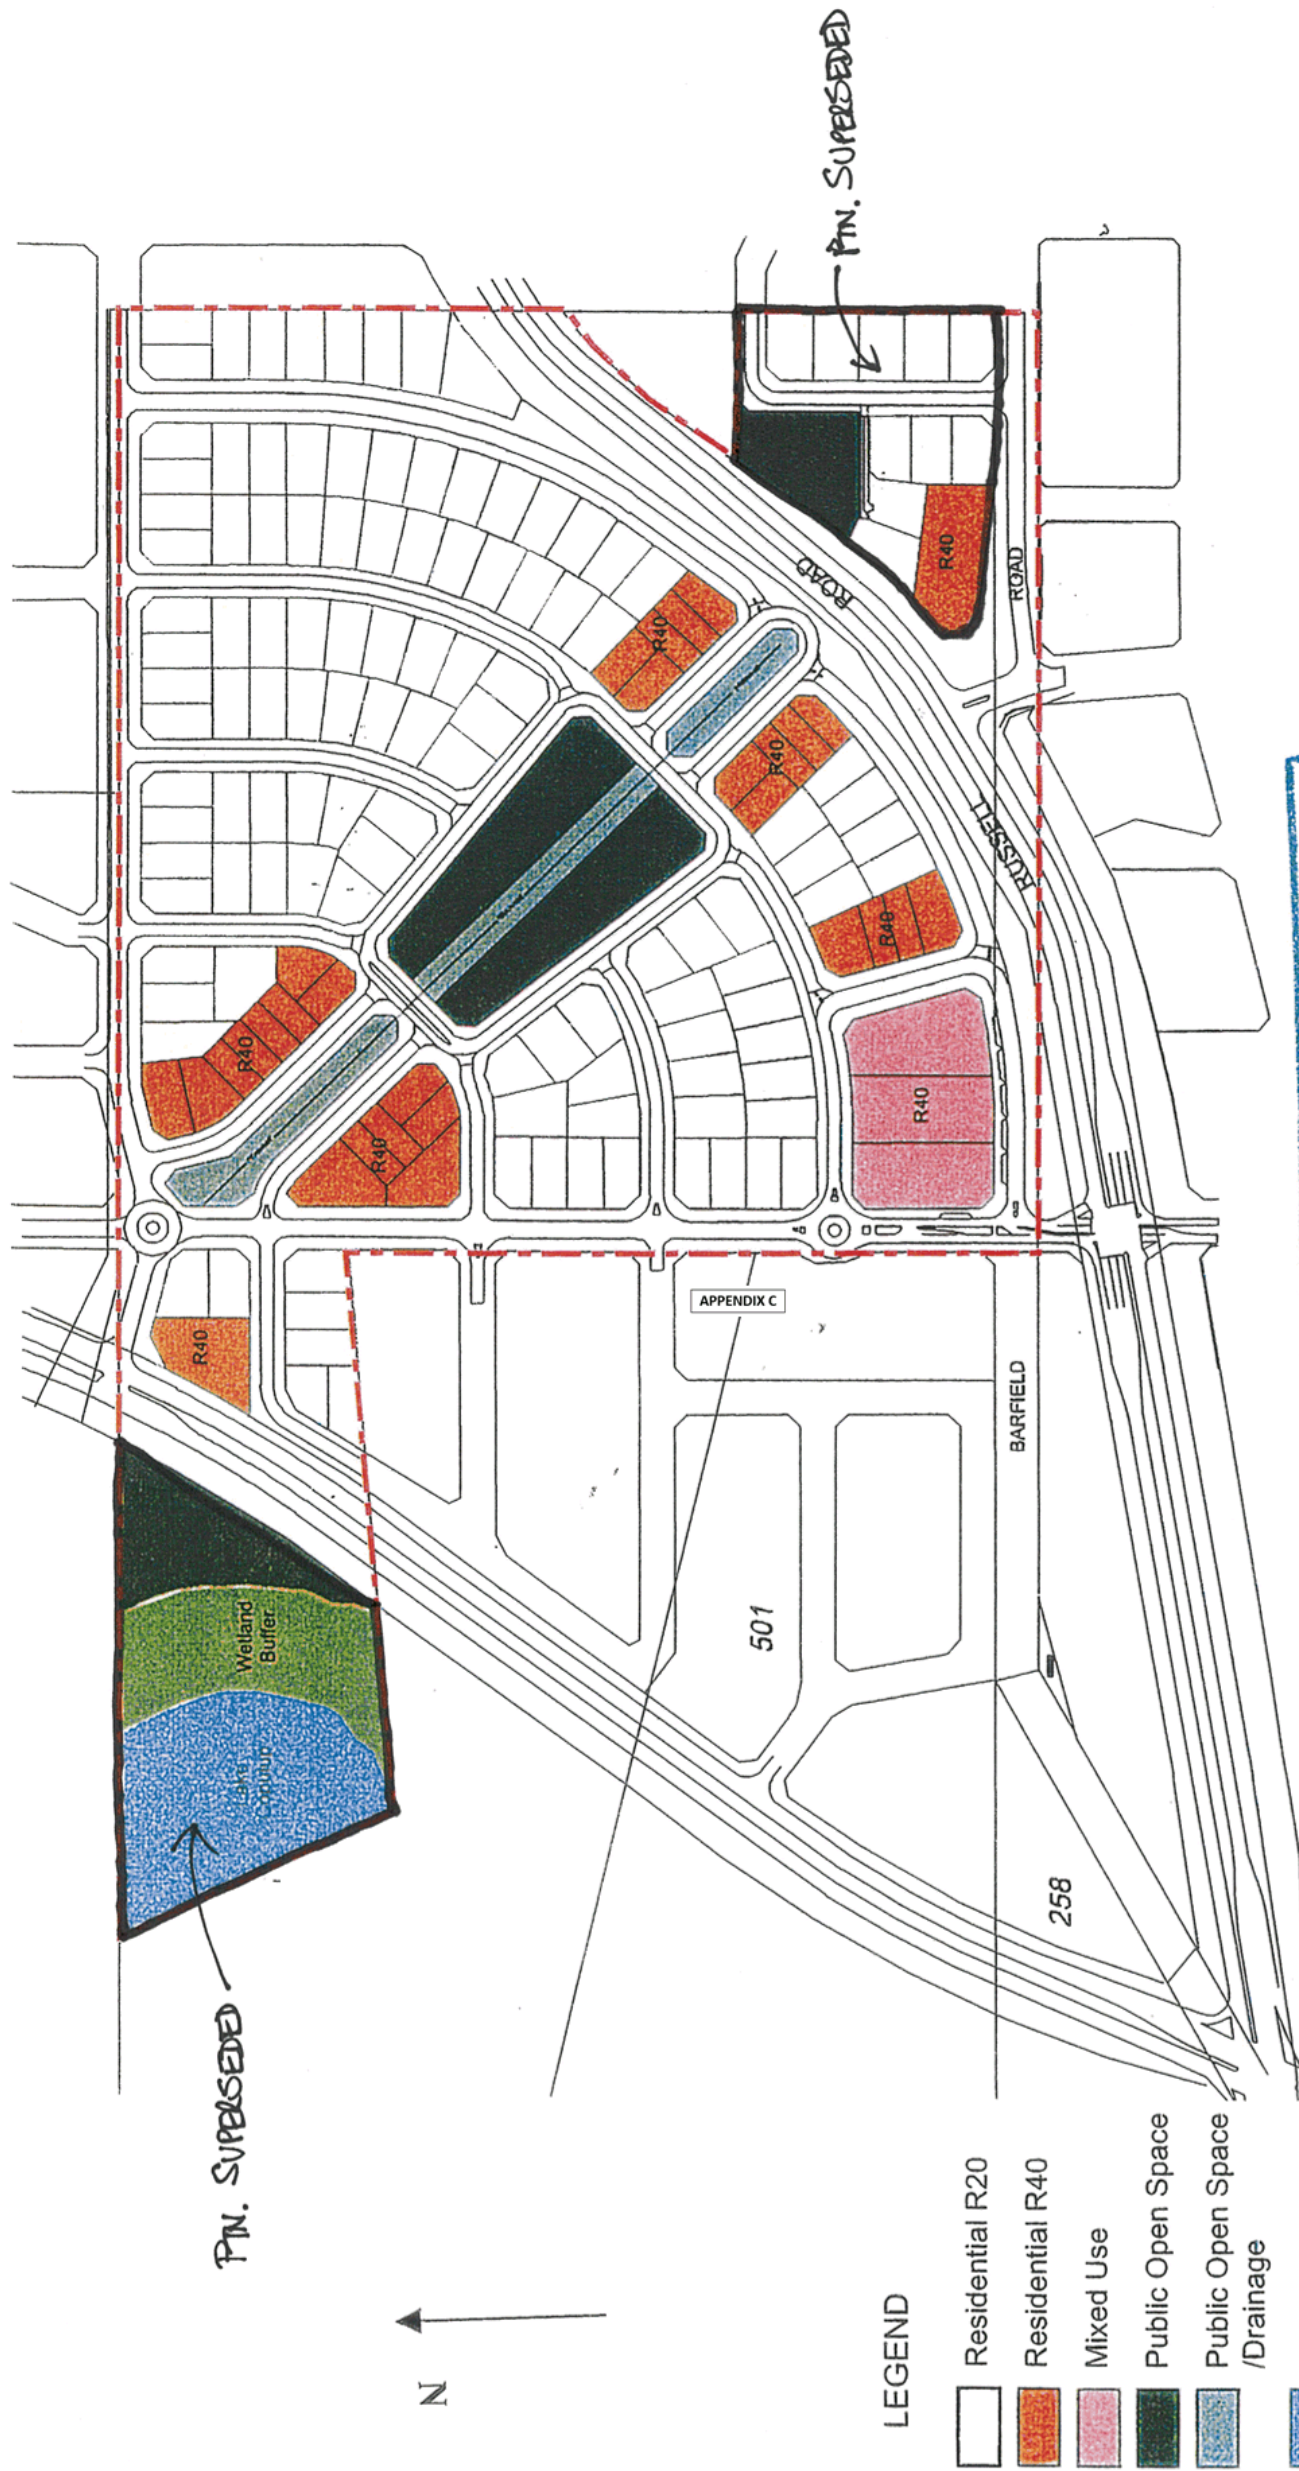 PTN. SUPERSEDED
PTN. SUPERSEDED
R40
R40
R40
R40
R40
R40
R40
R40
ROAD
RUSSELL
ROAD
BARFIELD
APPENDIX C
Wetland
Buffer
Lake
501
258
N
LEGEND
Residential R20
Residential R40
Mixed Use
Public Open Space
Public Open Space
/Drainage